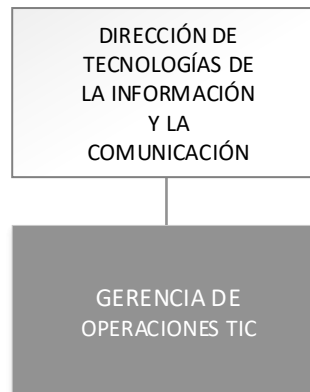 DIRECCIÓN DE
TECNOLOGÍAS DE
LA INFORMACIÓN
Y LA
COMUNICACIÓN
GERENCIA DE
OPERACIONES TIC